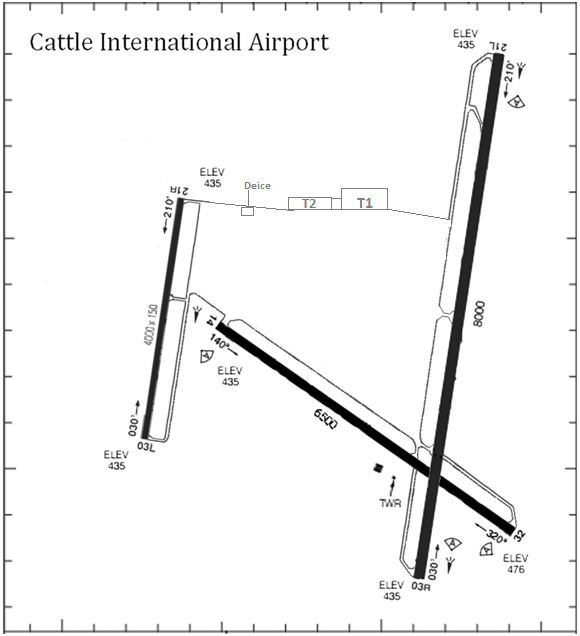 Cattle International Airport
ELEV
435
21L
210°
A
Deice
ELEV
435
21R
210°
T2
T1
4000 x 150
8000
14
140°
A
ELEV
435
6500
030°
03L
ELEV
435
TWR
A
A
320°
32
ELEV
476
030°
03R
ELEV
435